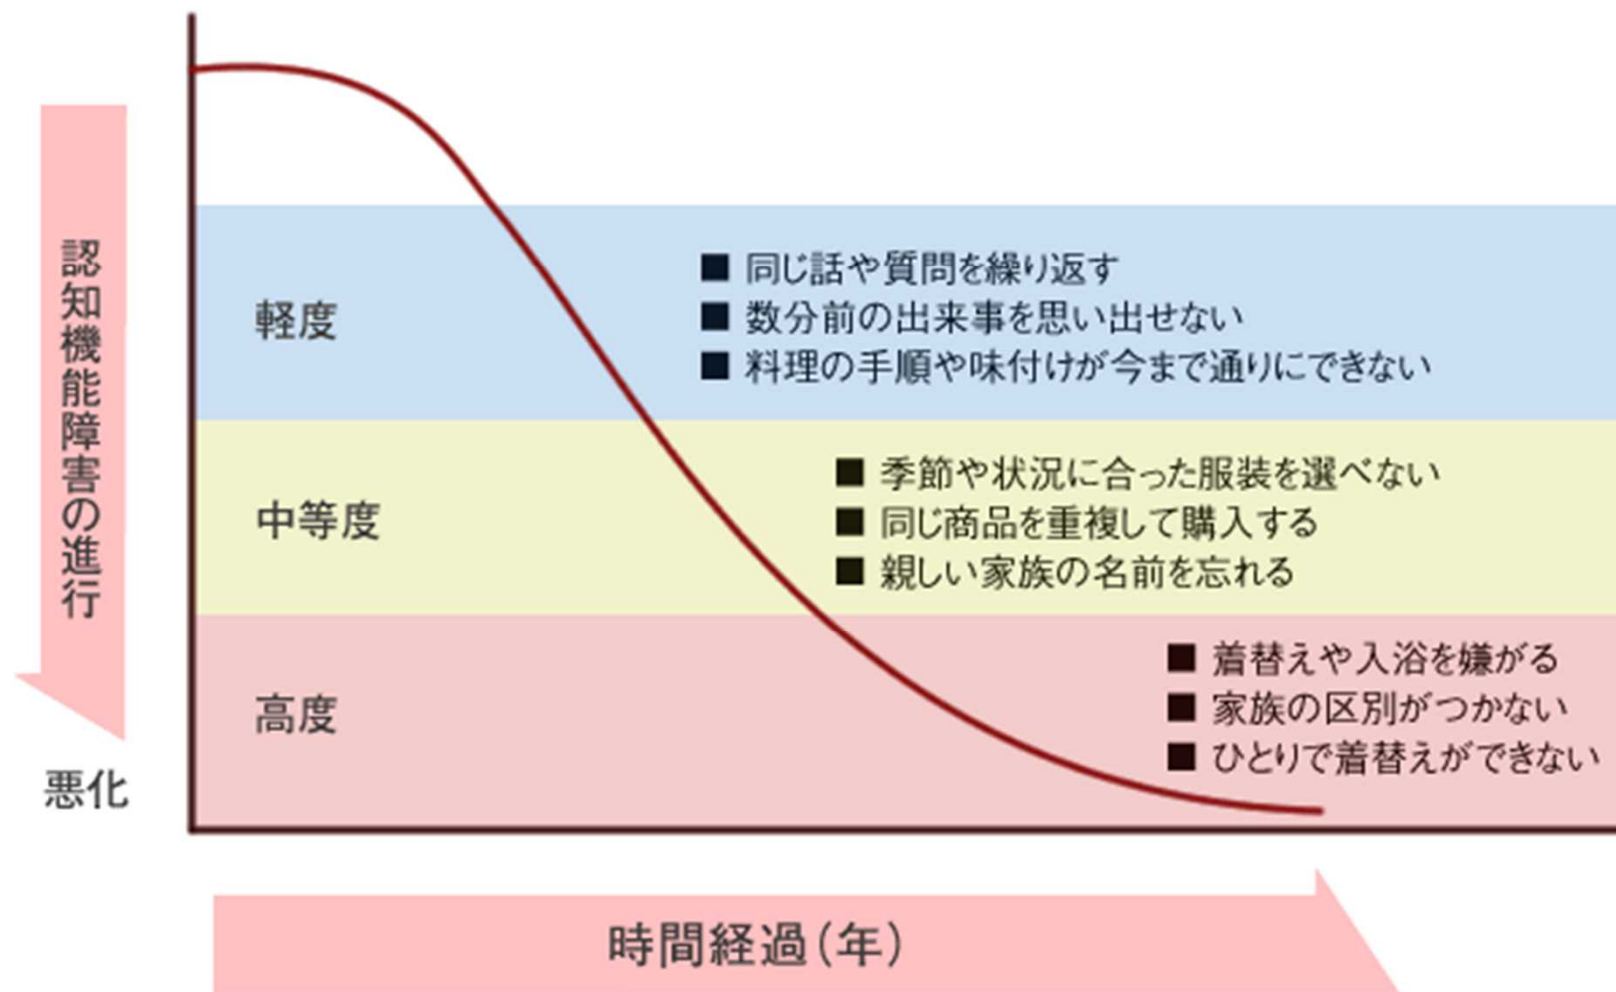 認知機能障害の進行
悪化
軽度
■ 同じ話や質問を繰り返す
■ 数分前の出来事を思い出せない
■ 料理の手順や味付けが今まで通りにできない
中等度
■ 季節や状況に合った服装を選べない
■ 同じ商品を重複して購入する
■ 親しい家族の名前を忘れる
高度
■ 着替えや入浴を嫌がる
■ 家族の区別がつかない
■ ひとりで着替えができない
時間経過(年)